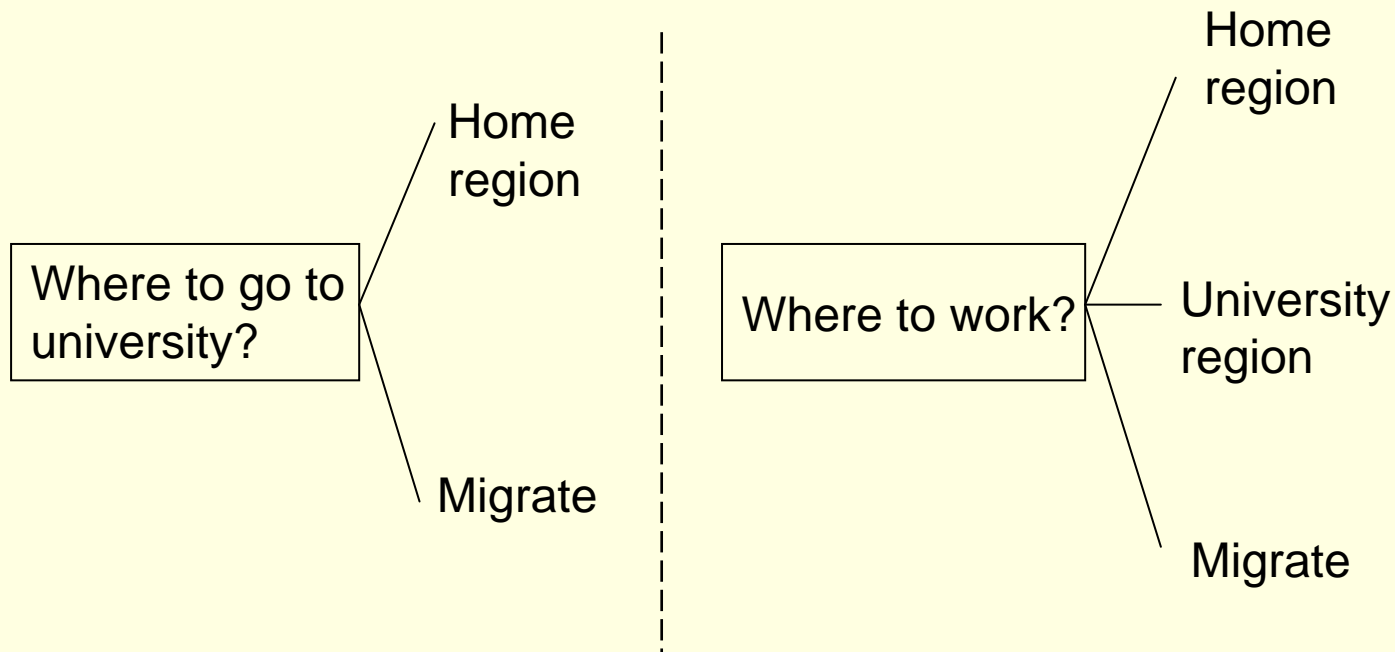 Where to go to
university?
Home
region
Migrate
Where to work?
Home
region
University
region
Migrate